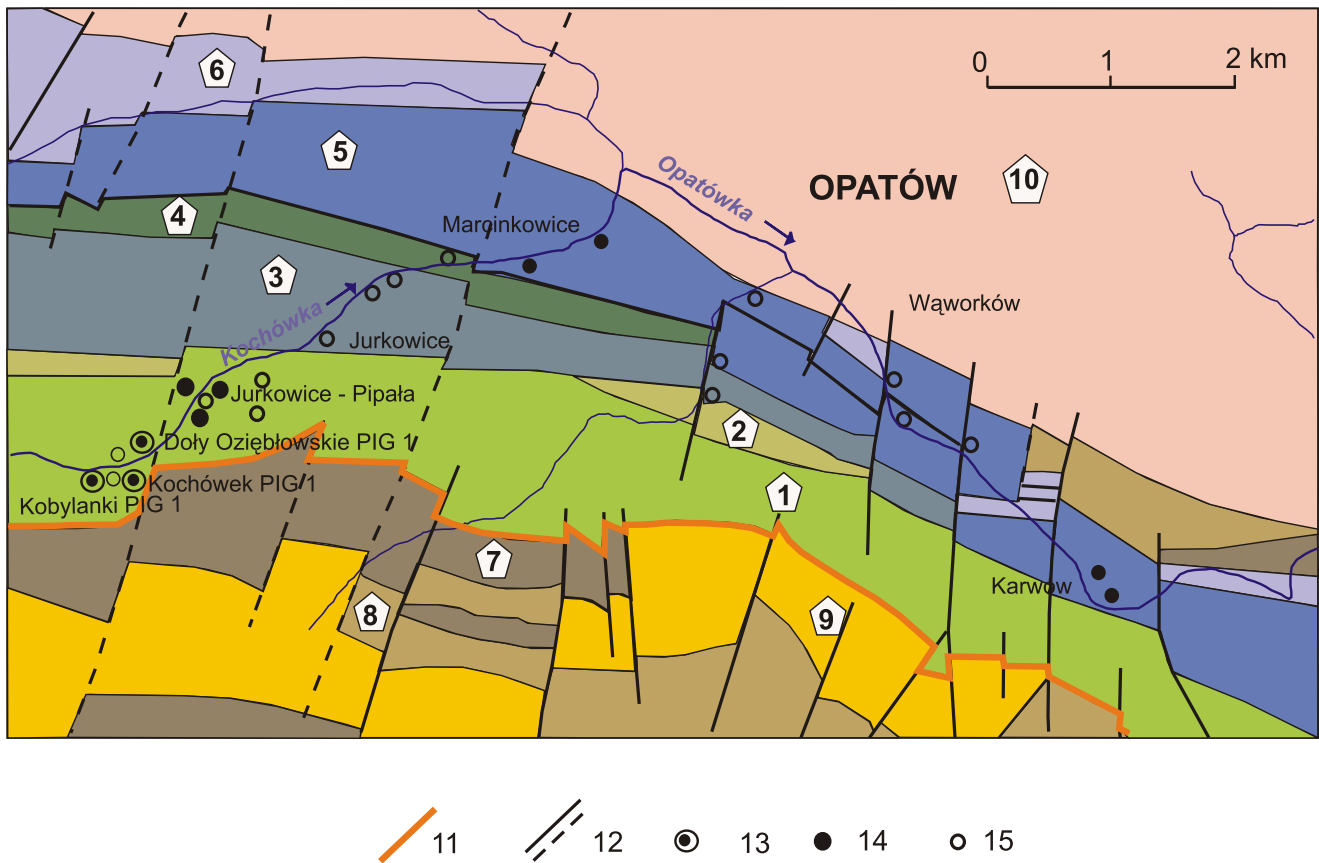 6
0 1 2 km
5
Opatówka
OPATÓW
10
4
Marcinkowice
3
Wąworków
Kochówka
Jurkowice
Jurkowice - Pipała
2
Doły Oziębłowskie PIG 1
Kochówek PIG 1
1
Kobylanki PIG 1
7
Karwów
8
9
11
12
13
14
15